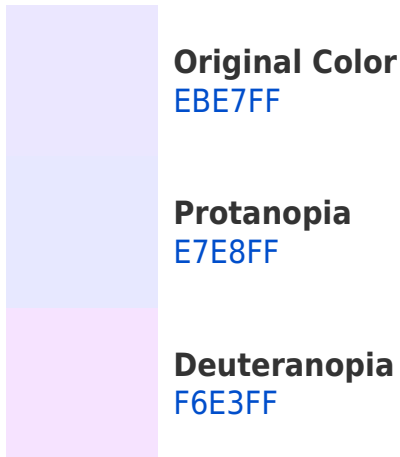 Original Color
EBE7FF
Protanopia
E7E8FF
Deuteranopia
F6E3FF